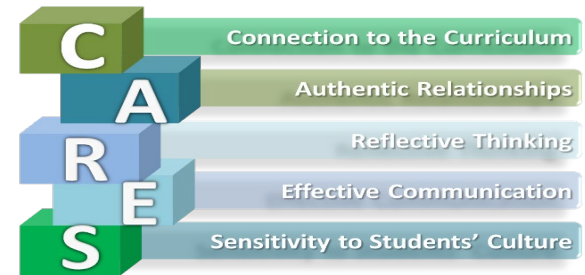 C Connection to the Curriculum
A Authentic Relationships
R Reflective Thinking
E Effective Communication
S Sensitivity to Students' Culture